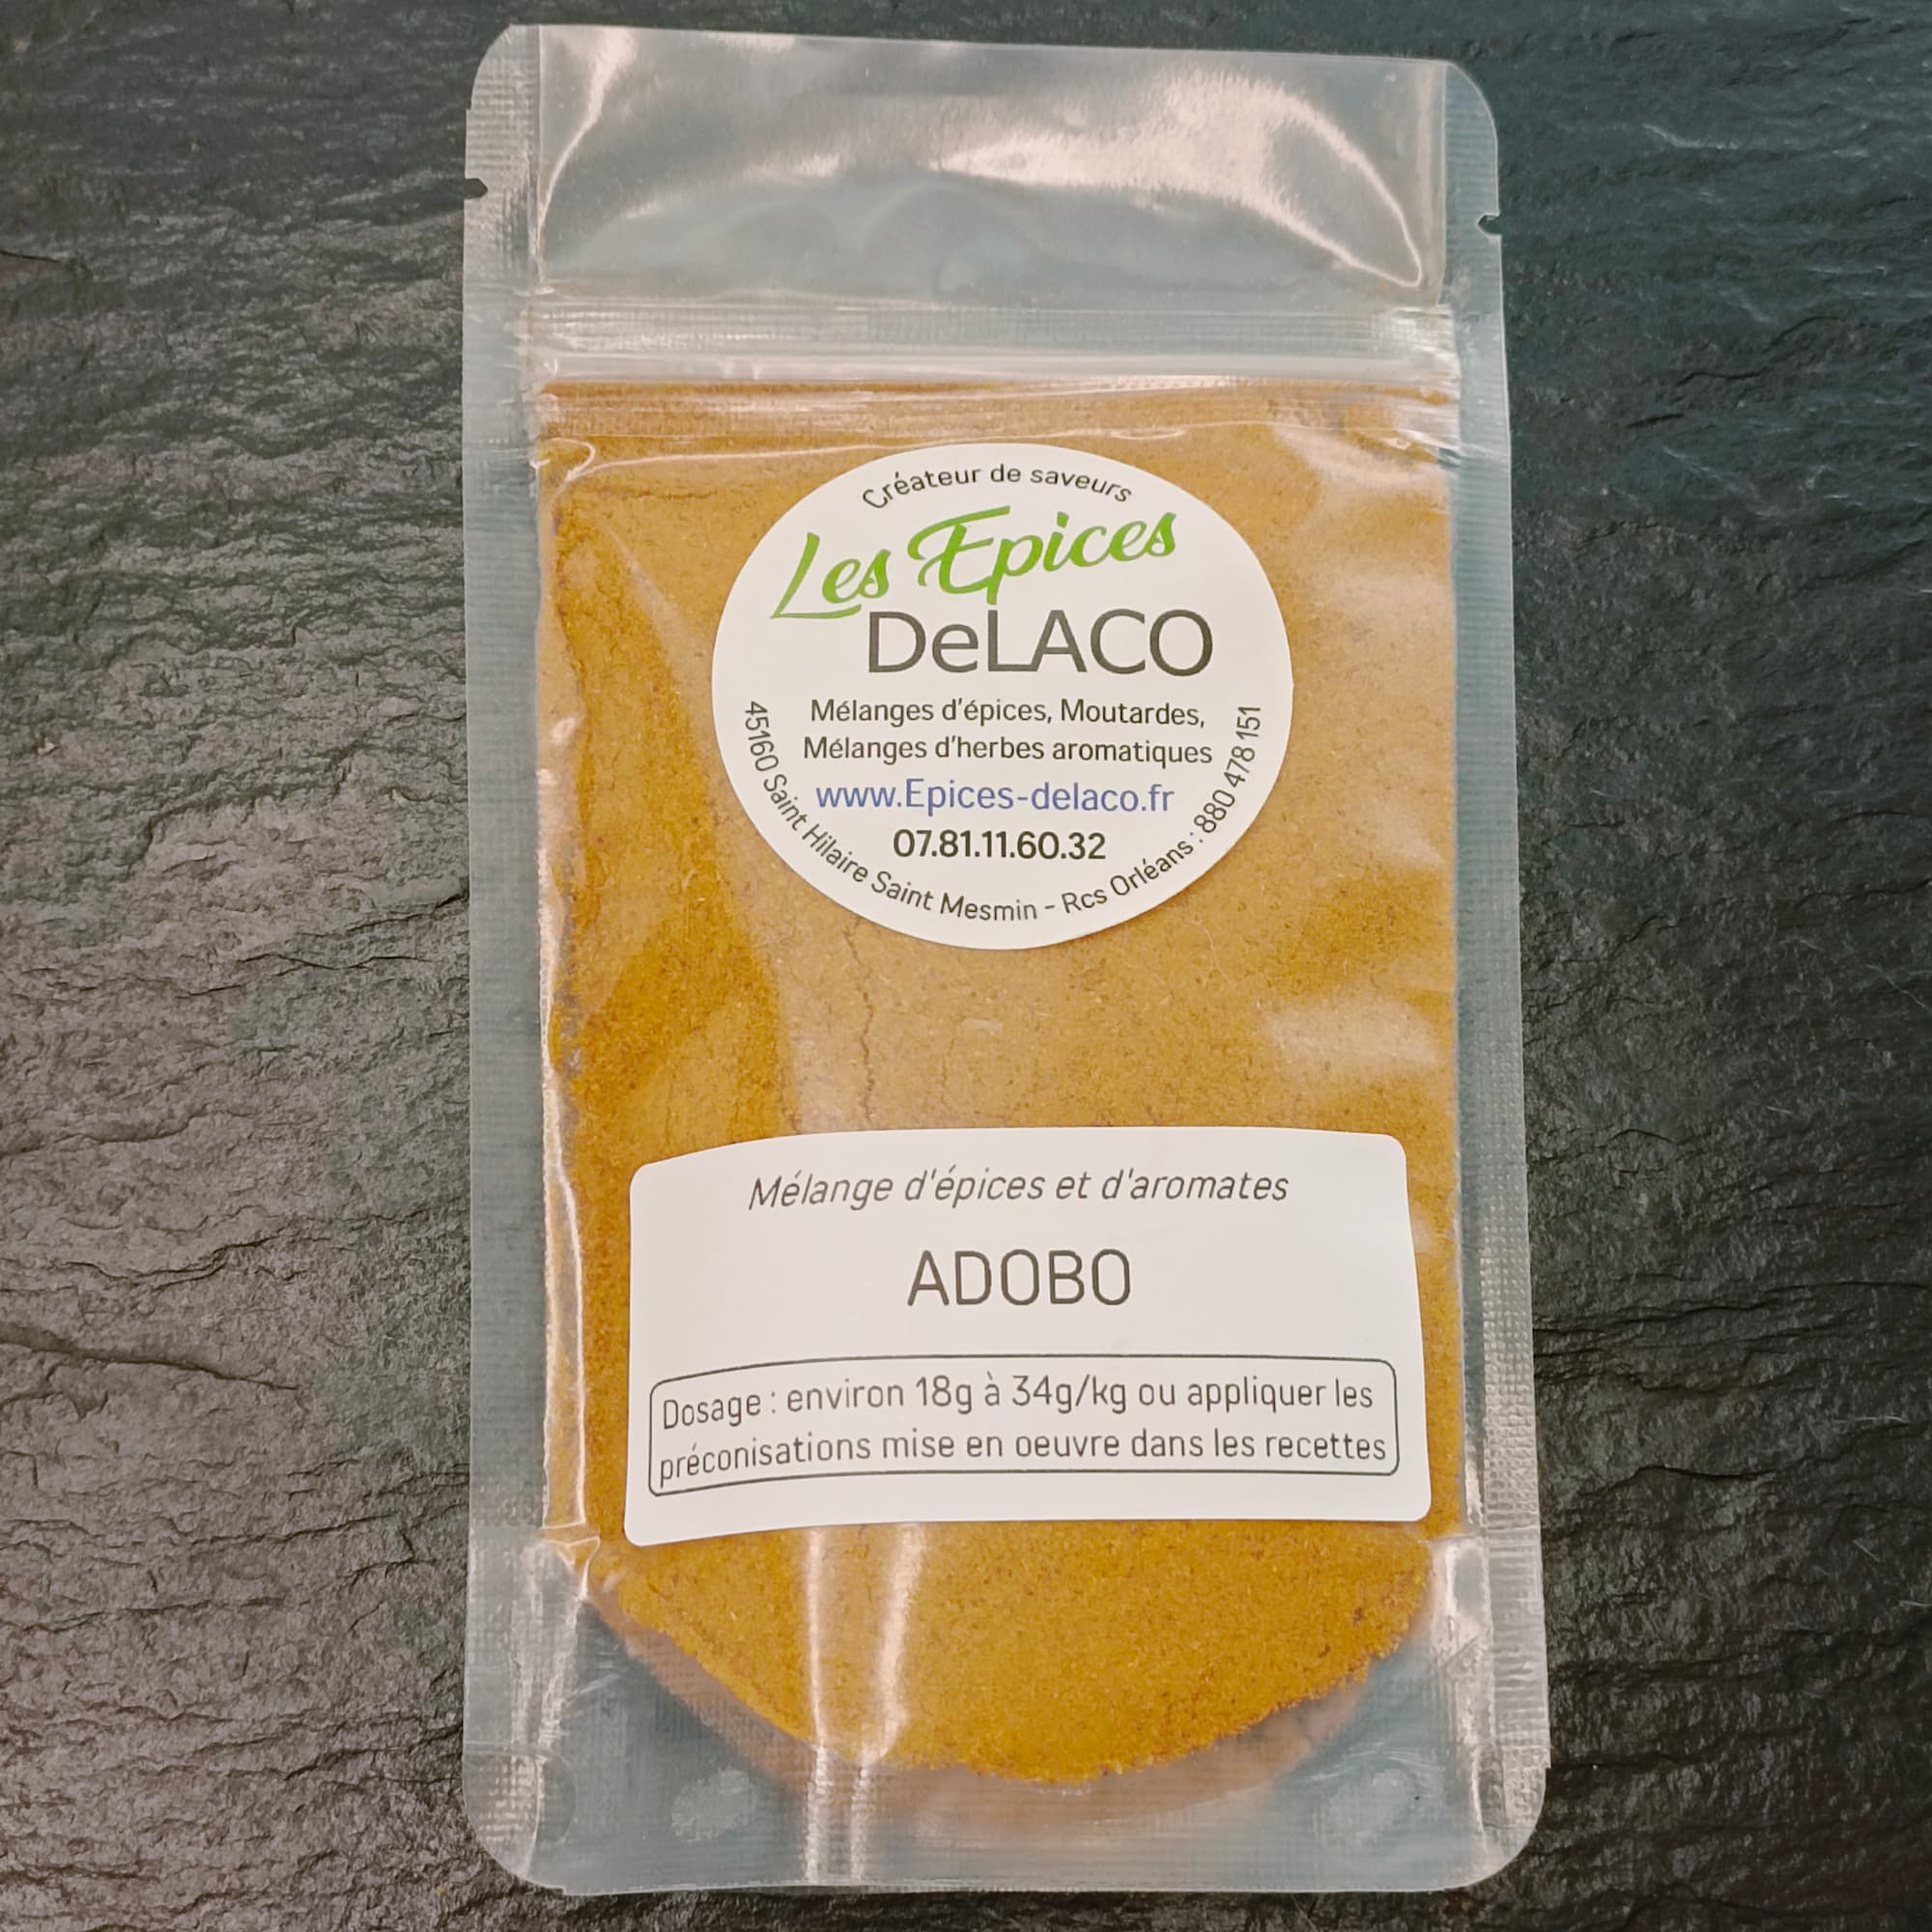 Créateur de saveurs
Les Epices
DeLACO
Mélanges d'épices, Moutardes,
Mélanges d'herbes aromatiques
www.Epices-delaco.fr
07.81.11.60.32
45160 Saint Hilaire Saint Mesmin - Rcs Orléans : 880 478 151
Mélange d'épices et d'aromates
ADOBO
Dosage : environ 18g à 34g/kg ou appliquer les
préconisations mise en oeuvre dans les recettes